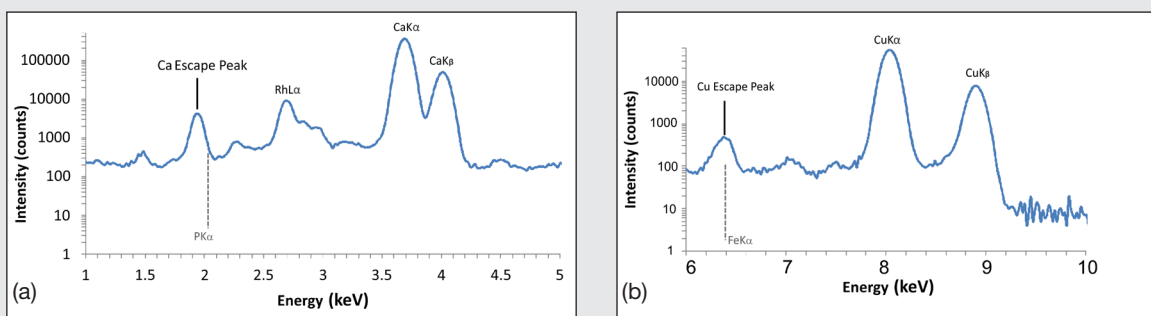 CaKα
CaKβ
Ca Escape Peak
RhLα
PKα
Intensity (counts)
100000
10000
1000
100
10
1
1
1.5
2
2.5
3
3.5
4
4.5
5
Energy (keV)
(a)
CuKα
CuKβ
Cu Escape Peak
FeKα
Intensity (counts)
10000
1000
100
10
1
6
7
8
9
10
Energy (keV)
(b)